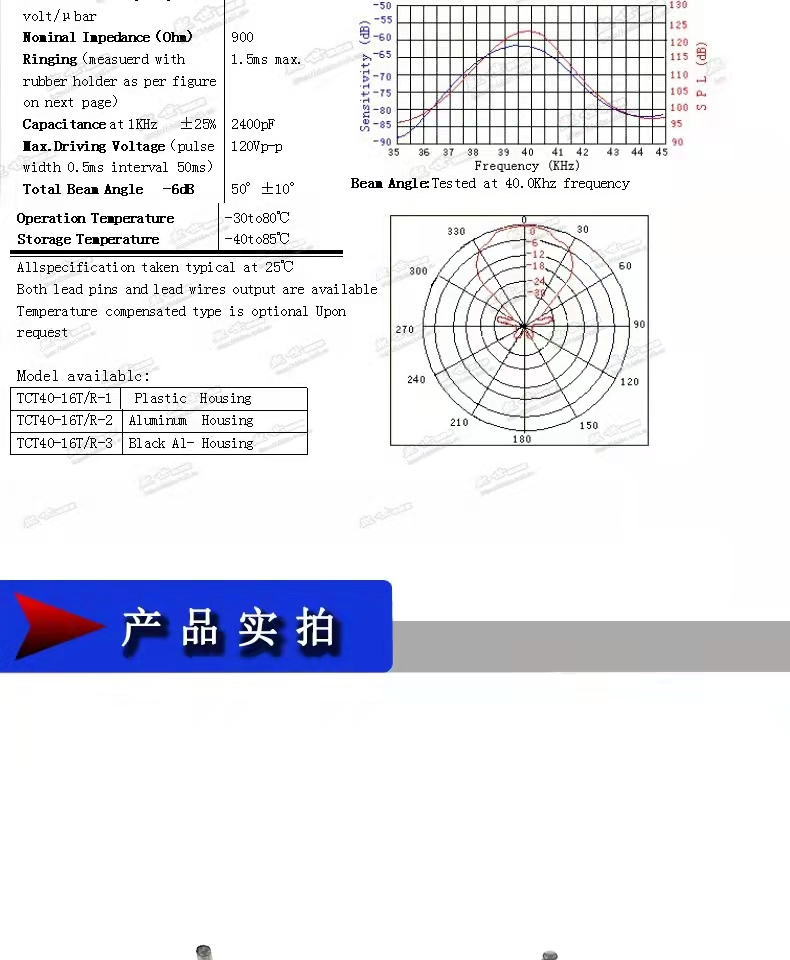 volt/μbar
Nominal Impedance(Ohm) 900
Ringing(measuerd with 1.5ms max.
rubber holder as per figure
on next page)
Capacitance at 1KHz ±25% 2400pF
Max.Driving Voltage(pulse 120Vp-p
width 0.5ms interval 50ms)
Total Beam Angle -6dB 50°±10°
Operation Temperature -30to80℃
Storage Temperature -40to85℃
Allspecification taken typical at 25℃
Both lead pins and lead wires output are available
Temperature compensated type is optional Upon
request
Model availablc:
TCT40-16T/R-1 Plastic Housing
TCT40-16T/R-2 Aluminum Housing
TCT40-16T/R-3 Black Al- Housing
Sensitivity (dB)
-50
-55
-60
-65
-70
-75
-80
-85
-90
130
125
120
115
110
105
100
95
90
SPL(dB)
35 36 37 38 39 40 41 42 43 44 45
Frequency (KHz)
Beam Angle:Tested at 40.0Khz frequency
0
330 30
0
-6
-12
-18
-24
-30
300 60
270 90
240 120
210 150
180
产品实拍